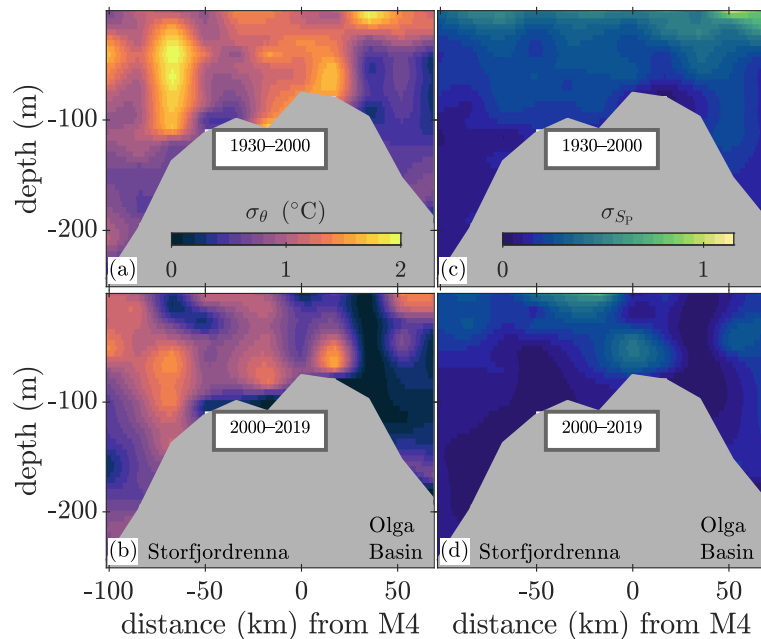 -100
-200
depth (m)
1930–2000
σθ (°C)
0 1 2
(a)
1930–2000
σSP
0 1
(c)
-100
-200
depth (m)
2000–2019
(b) Storfjordrenna
Olga
Basin
-100 -50 0 50
distance (km) from M4
2000–2019
(d) Storfjordrenna
Olga
Basin
-50 0 50
distance (km) from M4